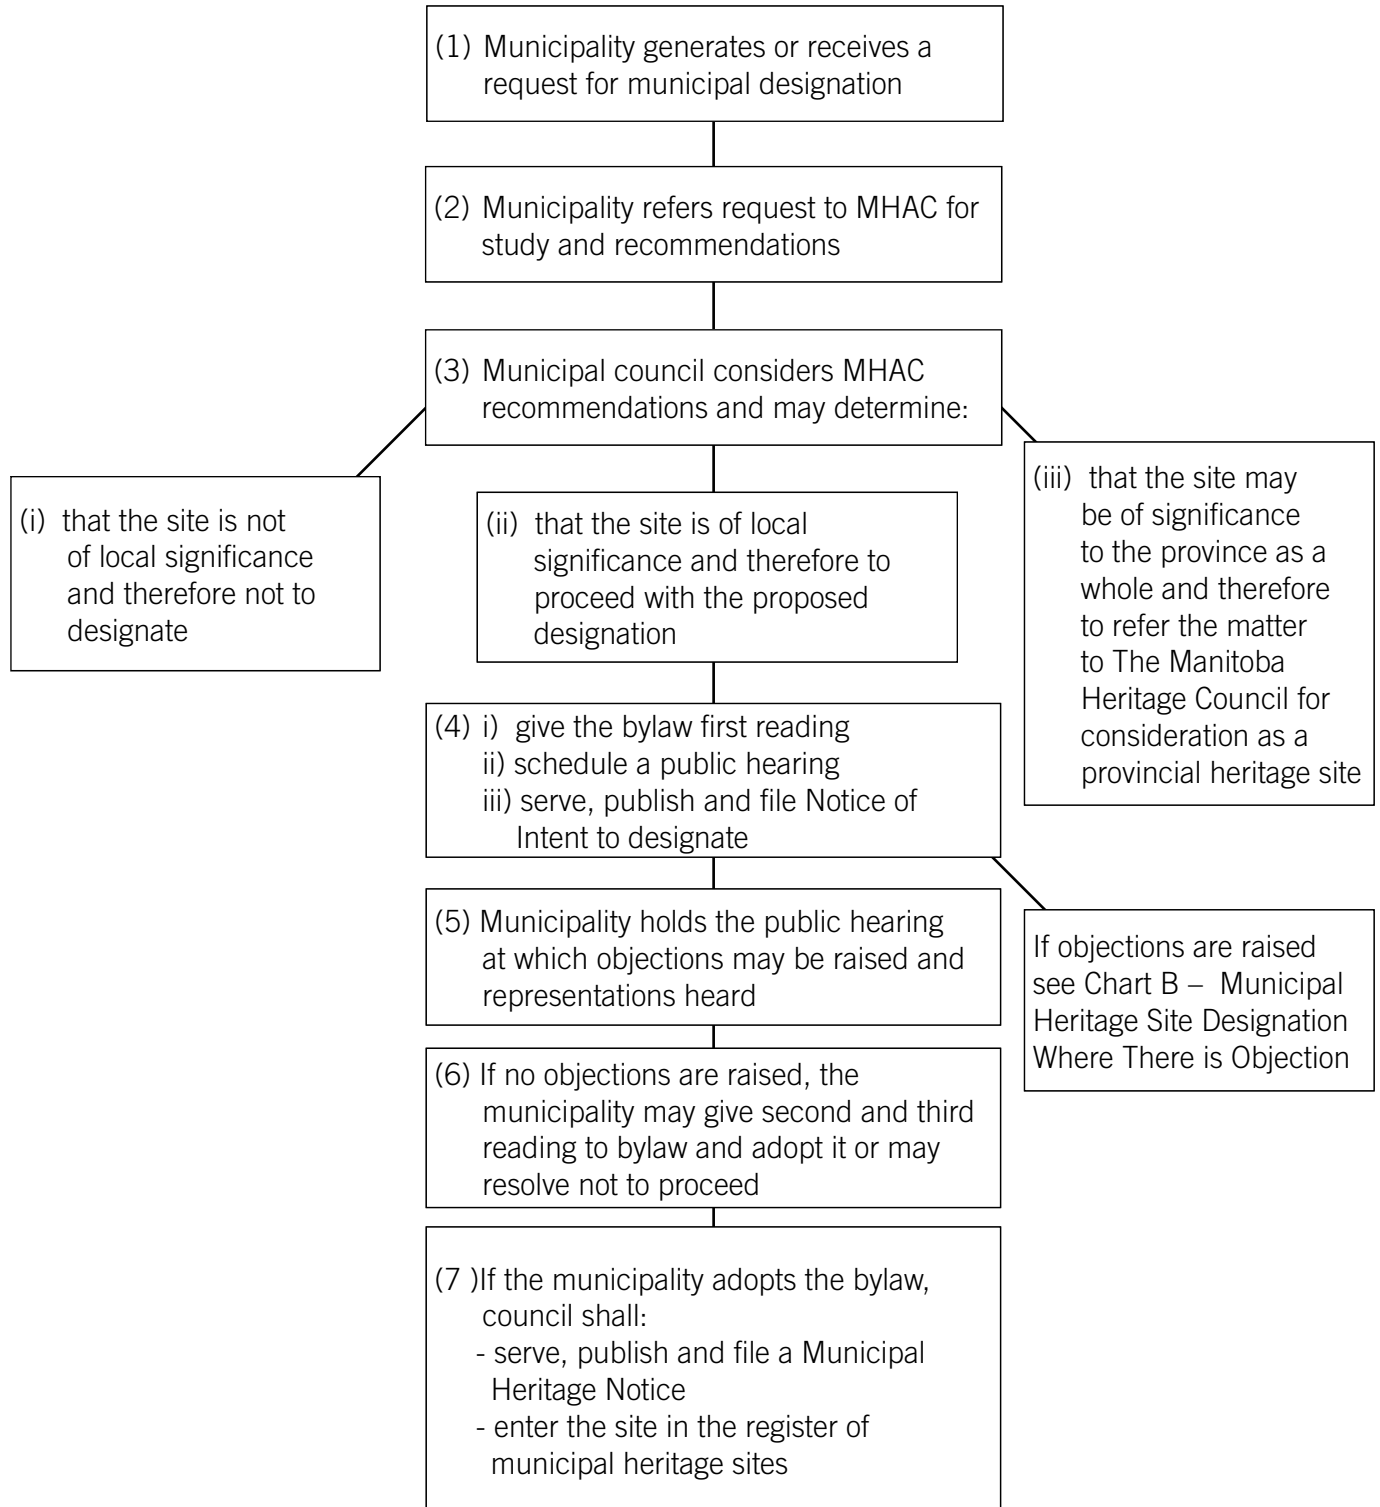 (1) Municipality generates or receives a
request for municipal designation
(2) Municipality refers request to MHAC for
study and recommendations
(3) Municipal council considers MHAC
recommendations and may determine:
(i) that the site is not
of local significance
and therefore not to
designate
(ii) that the site is of local
significance and therefore to
proceed with the proposed
designation
(iii) that the site may
be of significance
to the province as a
whole and therefore
to refer the matter
to The Manitoba
Heritage Council for
consideration as a
provincial heritage site
(4) i) give the bylaw first reading
ii) schedule a public hearing
iii) serve, publish and file Notice of
Intent to designate
(5) Municipality holds the public hearing
at which objections may be raised and
representations heard
If objections are raised
see Chart B – Municipal
Heritage Site Designation
Where There is Objection
(6) If no objections are raised, the
municipality may give second and third
reading to bylaw and adopt it or may
resolve not to proceed
(7 )If the municipality adopts the bylaw,
council shall:
- serve, publish and file a Municipal
Heritage Notice
- enter the site in the register of
municipal heritage sites